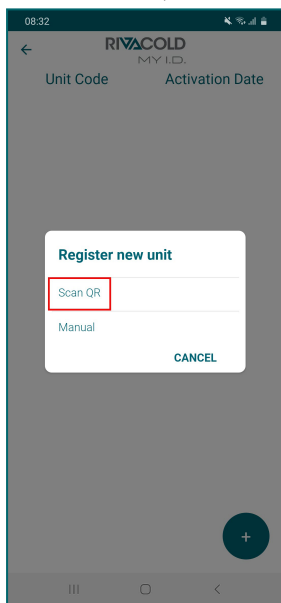 08:32
RIVACOLD
MY I.D.
Unit Code Activation Date
Register new unit
Scan QR
Manual
CANCEL
+